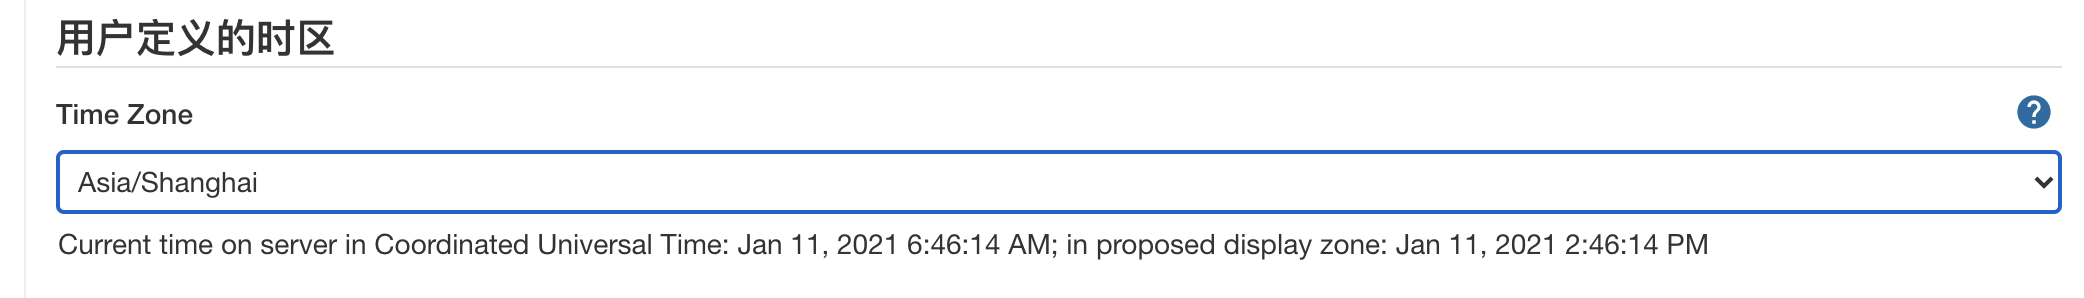 用户定义的时区
Time Zone
?
Asia/Shanghai
Current time on server in Coordinated Universal Time: Jan 11, 2021 6:46:14 AM; in proposed display zone: Jan 11, 2021 2:46:14 PM